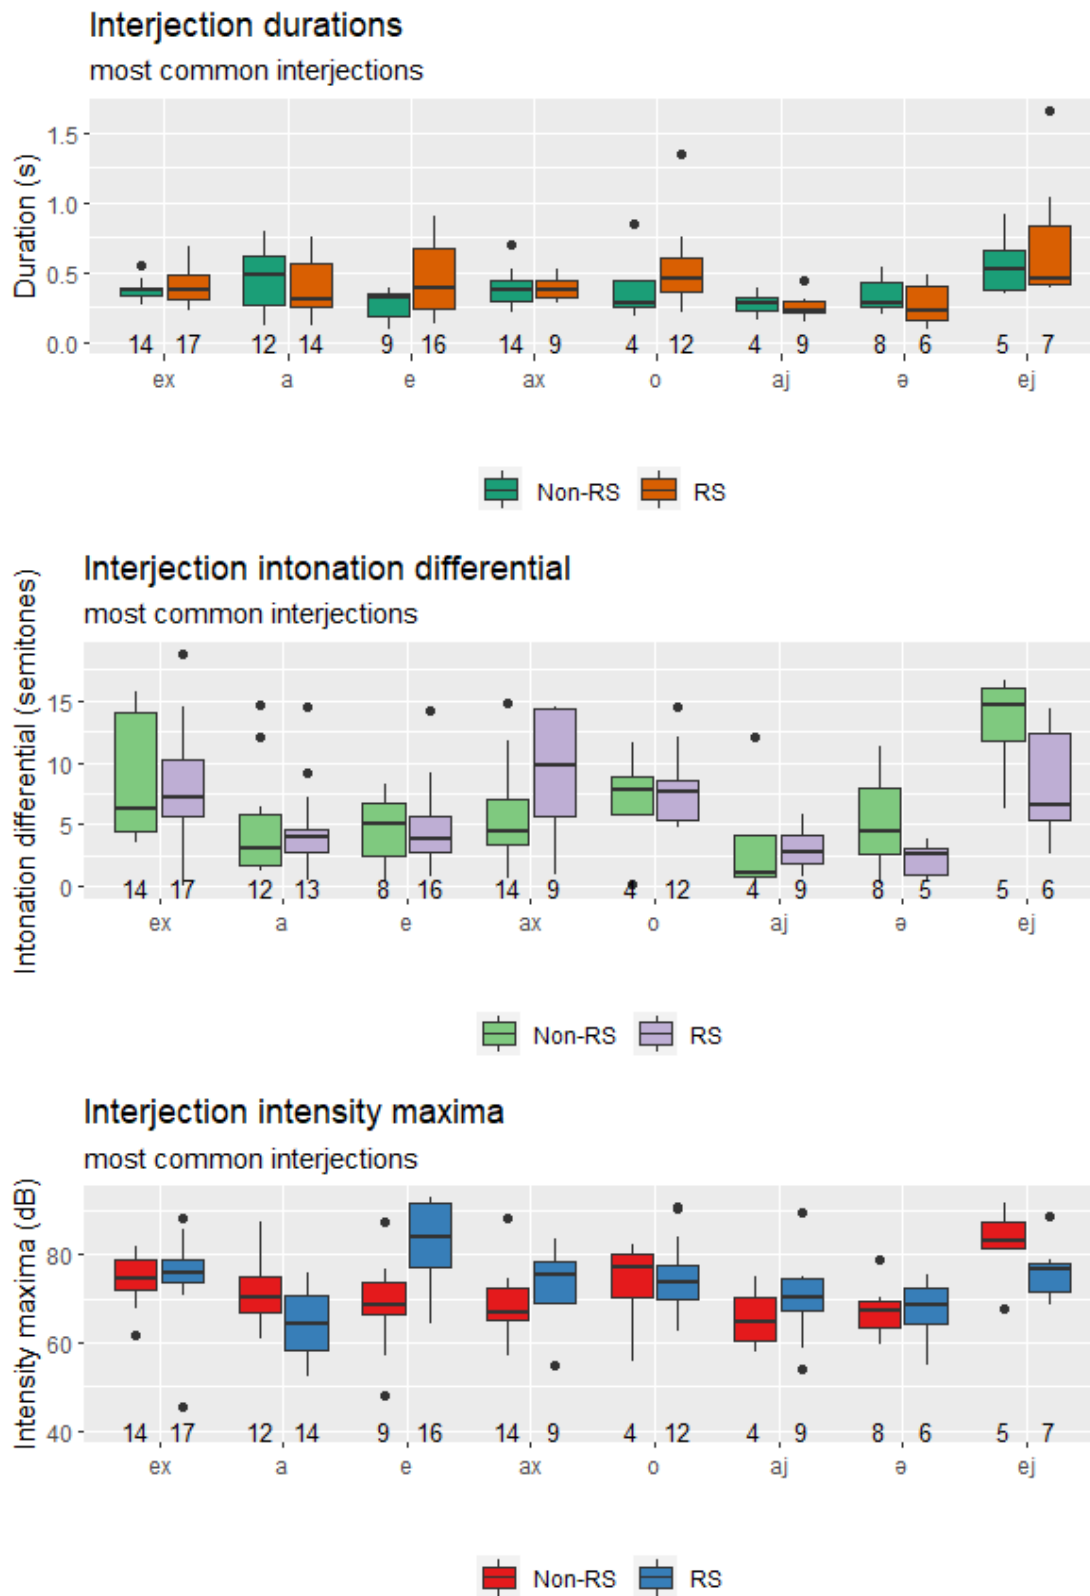 Interjection durations
most common interjections
Duration (s)
1.5
1.0
0.5
0.0
14 17 12 14 9 16 14 9 4 12 4 9 8 6 5 7
ex a e ax o aj ə ej
Non-RS RS
Interjection intonation differential
most common interjections
Intonation differential (semitones)
15
10
5
0
14 17 12 13 8 16 14 9 4 12 4 9 8 5 5 6
ex a e ax o aj ə ej
Non-RS RS
Interjection intensity maxima
most common interjections
Intensity maxima (dB)
80
60
40
14 17 12 14 9 16 14 9 4 12 4 9 8 6 5 7
ex a e ax o aj ə ej
Non-RS RS